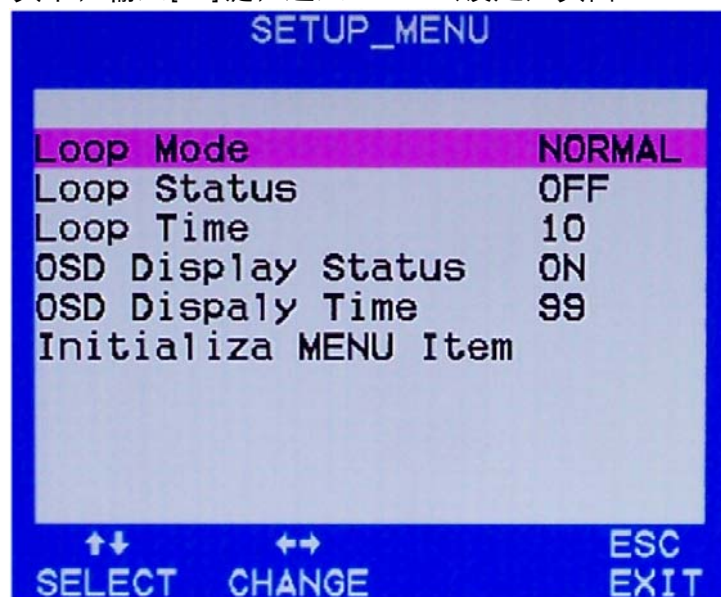 SETUP_MENU
Loop Mode NORMAL
Loop Status OFF
Loop Time 10
OSD Display Status ON
OSD Dispaly Time 99
Initializa MENU Item
↑↓ ←→ ESC
SELECT CHANGE EXIT